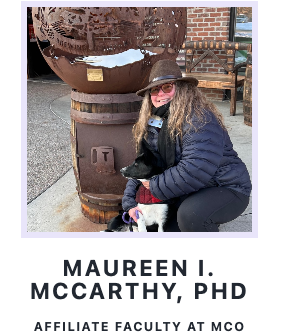 MAUREEN I.
MCCARTHY, PHD
AFFILIATE FACULTY AT MCO